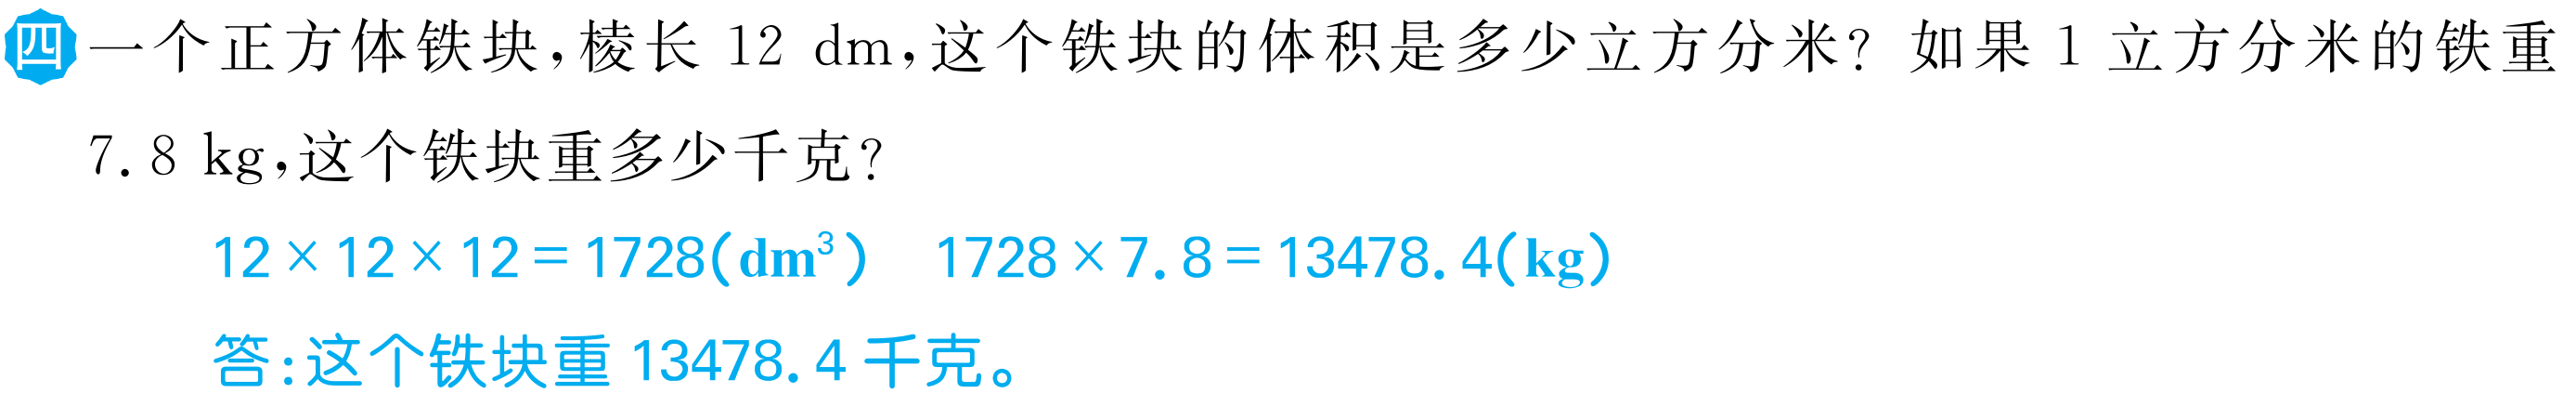 四 一个正方体铁块,棱长 12 dm,这个铁块的体积是多少立方分米? 如果 1 立方分米的铁重
7.8 kg,这个铁块重多少千克?
12×12×12=1728(dm³) 1728×7.8=13478.4(kg)
答:这个铁块重 13478.4 千克。